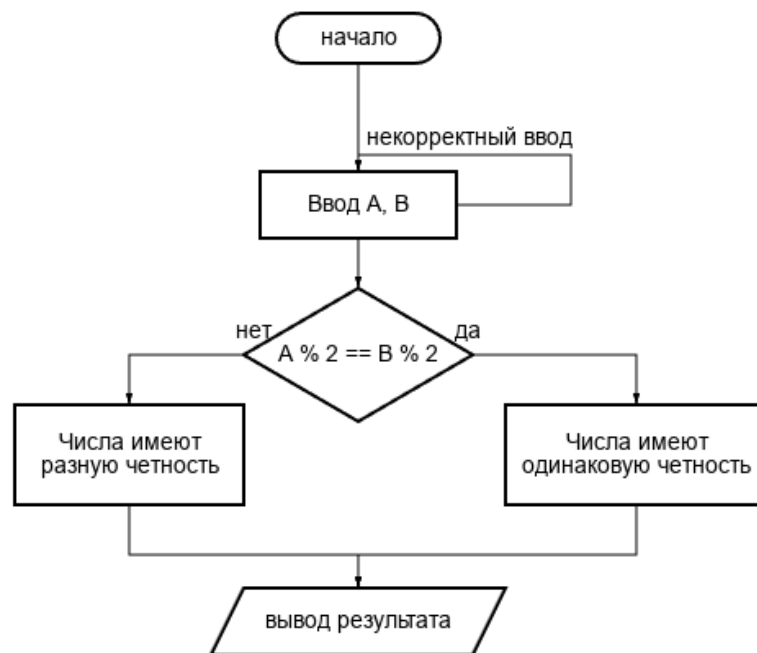 начало
некорректный ввод
Ввод А, В
нет
да
A % 2 == B % 2
Числа имеют
разную четность
Числа имеют
одинаковую четность
вывод результата